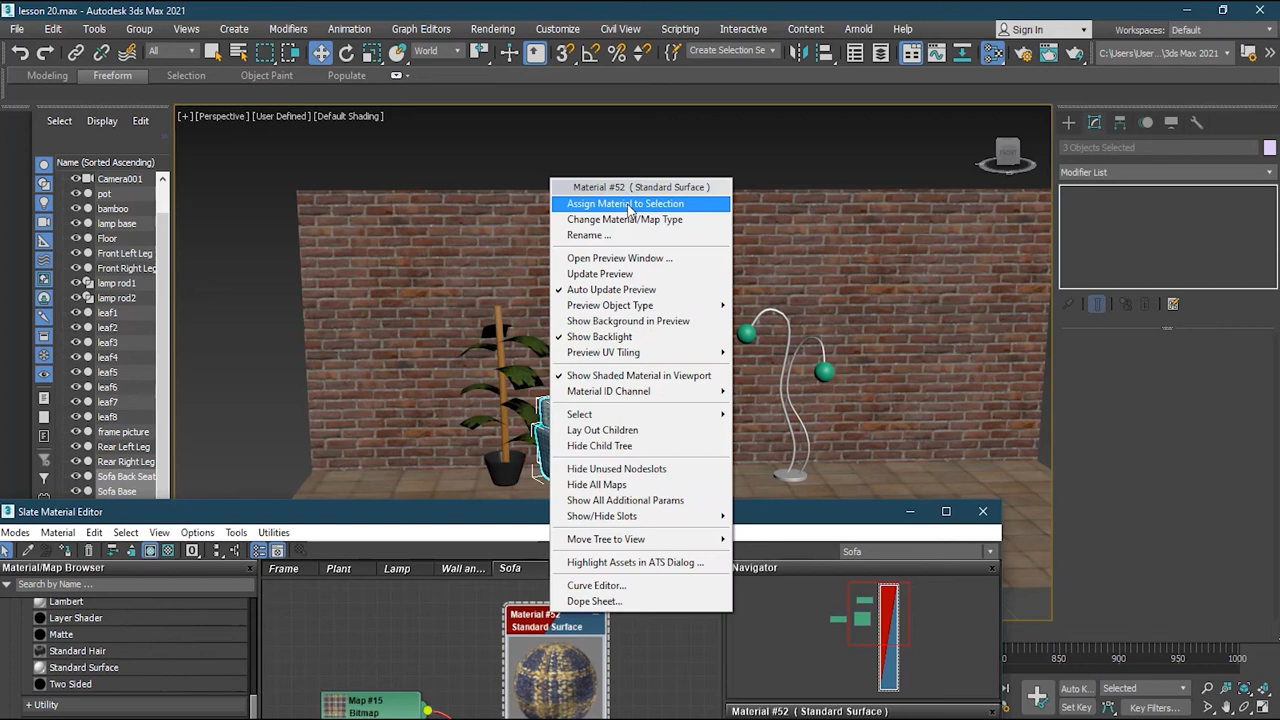 lesson 20.max - Autodesk 3ds Max 2021
File Edit Tools Group Views Create Modifiers Animation Graph Editors Rendering Customize Civil View Scripting Interactive Content Arnold Help Sign In Workspaces: Default
All World Create Selection Se C:\Users\User... 3ds Max 2021
Modeling Freeform Selection Object Paint Populate
Select Display Edit
[+] [Perspective] [User Defined] [Default Shading]
Name (Sorted Ascending)
Camera001
pot
bamboo
lamp base
Floor
Front Left Leg
Front Right Leg
lamp rod1
lamp rod2
leaf1
leaf2
leaf3
leaf4
leaf5
leaf6
leaf7
leaf8
frame picture
Rear Left Leg
Rear Right Leg
Sofa Back Seat
Sofa Base
3 Objects Selected
Modifier List
Material #52 ( Standard Surface )
Assign Material to Selection
Change Material/Map Type
Rename ...
Open Preview Window ...
Update Preview
Auto Update Preview
Preview Object Type
Show Background in Preview
Show Backlight
Preview UV Tiling
Show Shaded Material in Viewport
Material ID Channel
Select
Lay Out Children
Hide Child Tree
Hide Unused Nodeslots
Hide All Maps
Show All Additional Params
Show/Hide Slots
Move Tree to View
Highlight Assets in ATS Dialog ...
Curve Editor...
Dope Sheet...
Slate Material Editor
Modes Material Edit Select View Options Tools Utilities
Sofa
Material/Map Browser
Search by Name ...
Lambert
Layer Shader
Matte
Standard Hair
Standard Surface
Two Sided
+ Utility
Frame Plant Lamp Wall an... Sofa
Material #52
Standard Surface
Map #15
Bitmap
Navigator
Material #52 ( Standard Surface )
800 850 900 950 1000
Auto K... Selected
Set Key Key Filters...